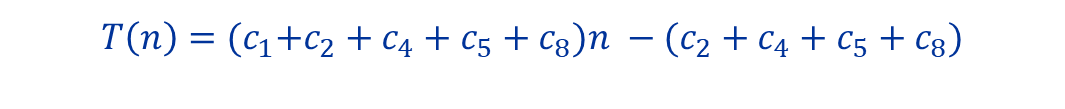 T(n) = (c₁+c₂ + c₄ + c₅ + c₈)n − (c₂ + c₄ + c₅ + c₈)